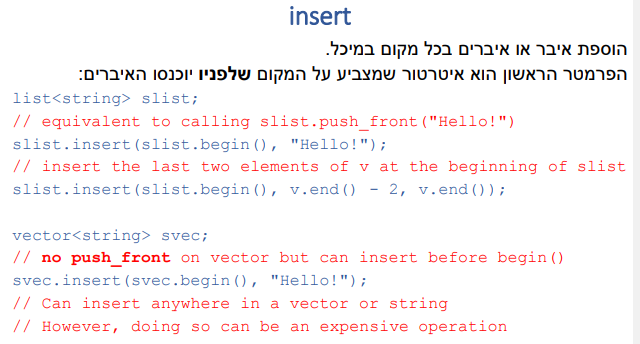 insert
הוספת איבר או איברים בכל מקום במיכל.
הפרמטר הראשון הוא איטרטור שמצביע על המקום שלפניו יוכנסו האיברים:
list<string> slist;
// equivalent to calling slist.push_front("Hello!")
slist.insert(slist.begin(), "Hello!");
// insert the last two elements of v at the beginning of slist
slist.insert(slist.begin(), v.end() - 2, v.end());
vector<string> svec;
// no push_front on vector but can insert before begin()
svec.insert(svec.begin(), "Hello!");
// Can insert anywhere in a vector or string
// However, doing so can be an expensive operation